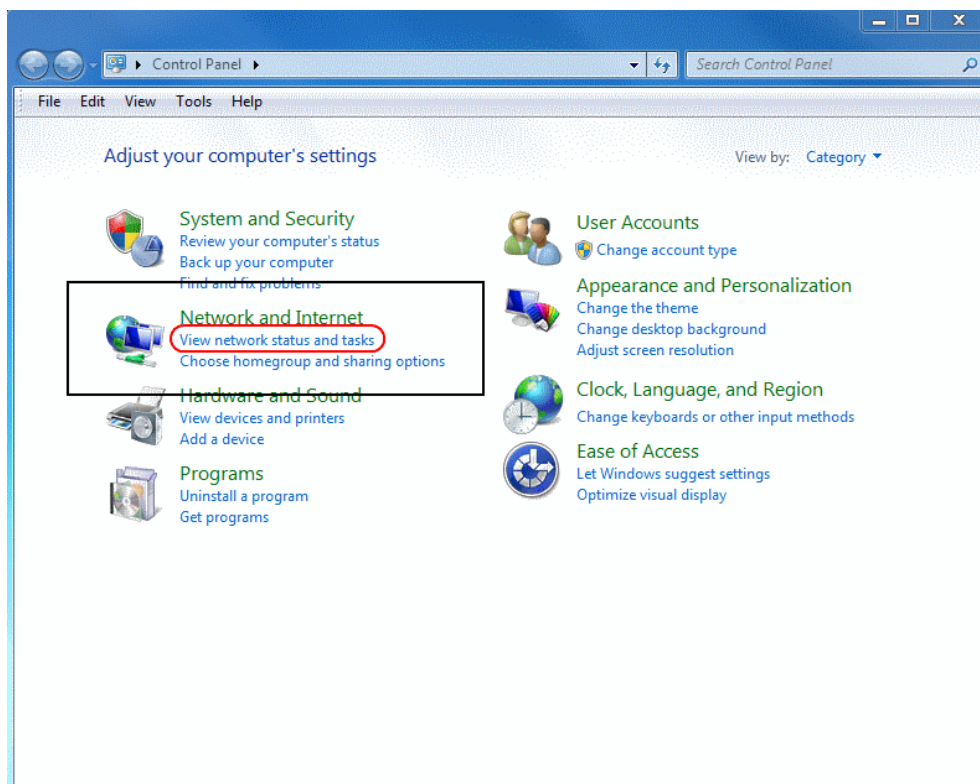 Control Panel
Search Control Panel
File Edit View Tools Help
Adjust your computer's settings
View by: Category
System and Security
Review your computer's status
Back up your computer
Find and fix problems
Network and Internet
View network status and tasks
Choose homegroup and sharing options
Hardware and Sound
View devices and printers
Add a device
Programs
Uninstall a program
Get programs
User Accounts
Change account type
Appearance and Personalization
Change the theme
Change desktop background
Adjust screen resolution
Clock, Language, and Region
Change keyboards or other input methods
Ease of Access
Let Windows suggest settings
Optimize visual display